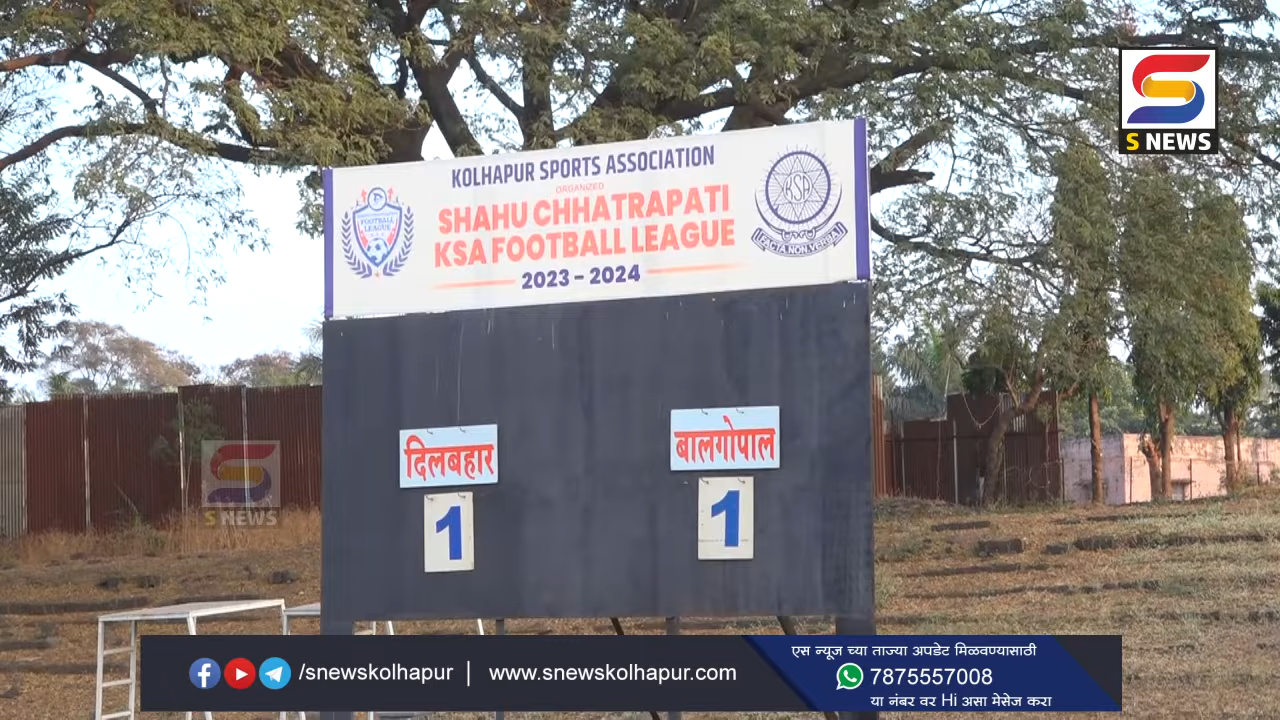 S NEWS
KOLHAPUR SPORTS ASSOCIATION
ORGANIZED
SHAHU CHHATRAPATI
KSA FOOTBALL LEAGUE
2023 - 2024
FOOTBALL
LEAGUE
KSA
FACTA NON VERBA
दिलबहार
बालगोपाल
1
1
S NEWS
/snewskolhapur | www.snewskolhapur.com
एस न्यूज च्या ताज्या अपडेट मिळवण्यासाठी
7875557008
या नंबर वर Hi असा मेसेज करा